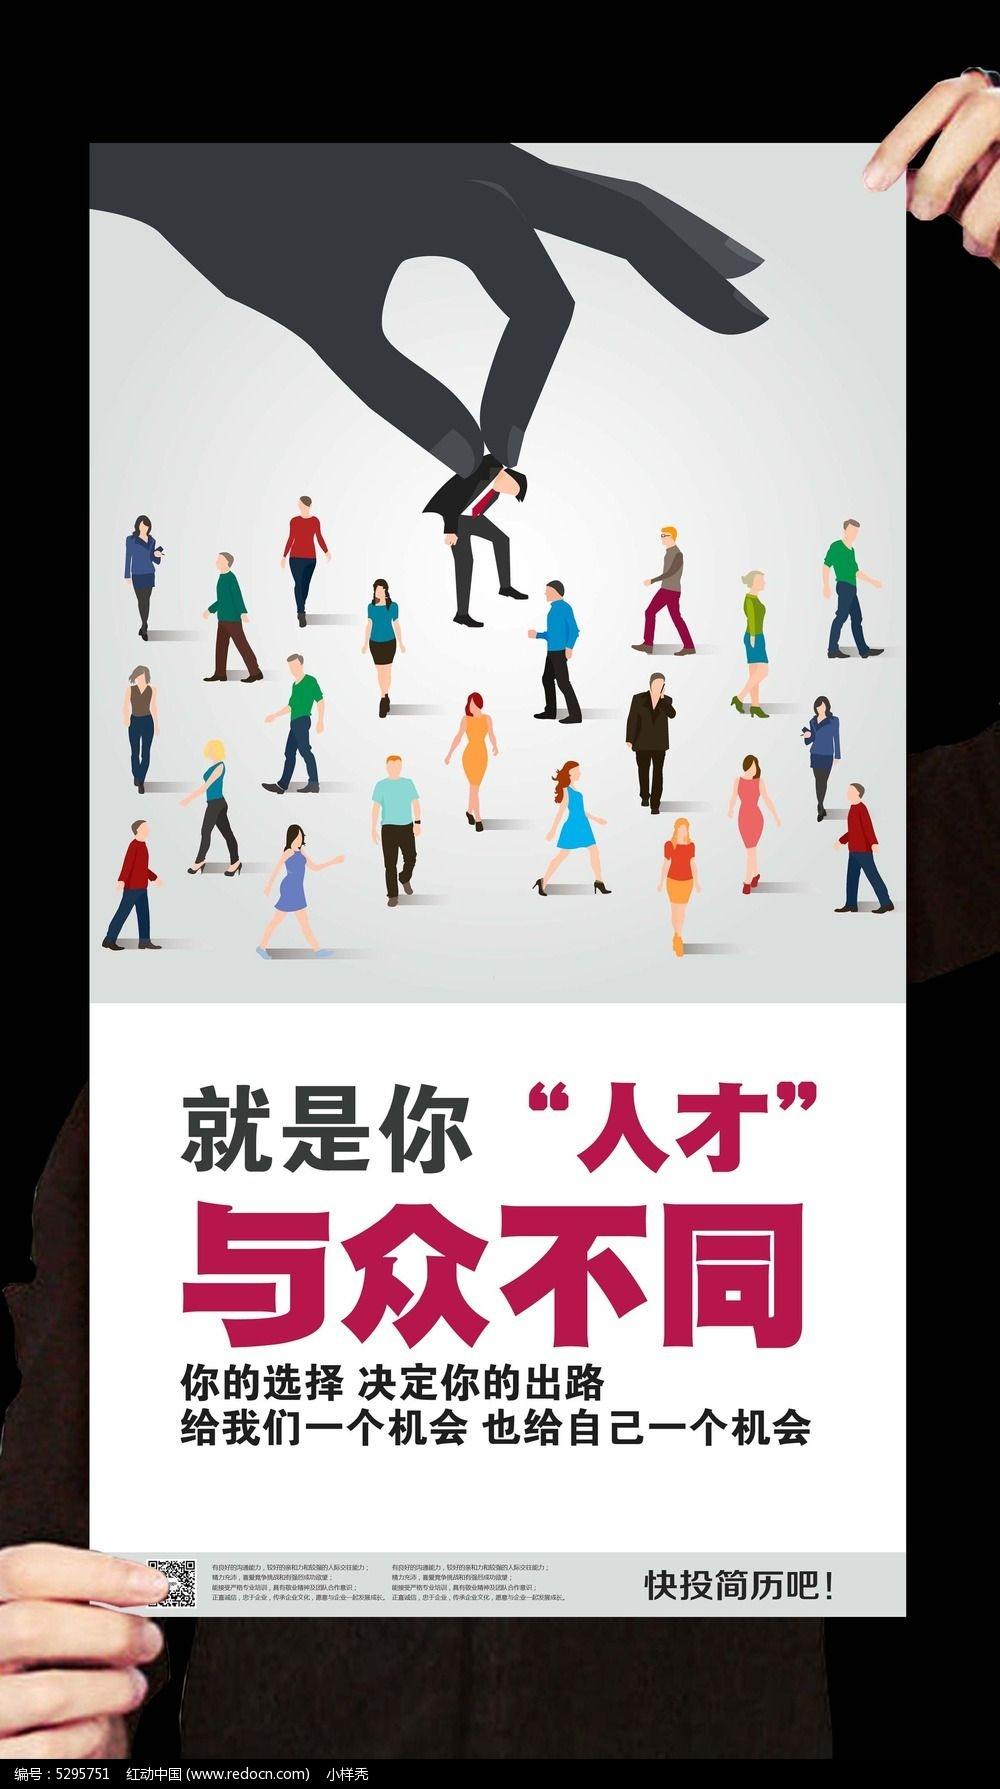 就是你“人才”
与众不同
你的选择 决定你的出路
给我们一个机会 也给自己一个机会
有良好的沟通能力，较好的亲和力和较强的人际交往能力；
精力充沛，喜爱竞争挑战和有强烈成功欲望；
能接受严格专业培训，具有敬业精神及团队合作意识；
正直诚信，忠于企业，传承企业文化，愿意与企业一起发展成长。
有良好的沟通能力，较好的亲和力和较强的人际交往能力；
精力充沛，喜爱竞争挑战和有强烈成功欲望；
能接受严格专业培训，具有敬业精神及团队合作意识；
正直诚信，忠于企业，传承企业文化，愿意与企业一起发展成长。
快投简历吧！
编号：5295751 红动中国 (www.redocn.com) 小样秃